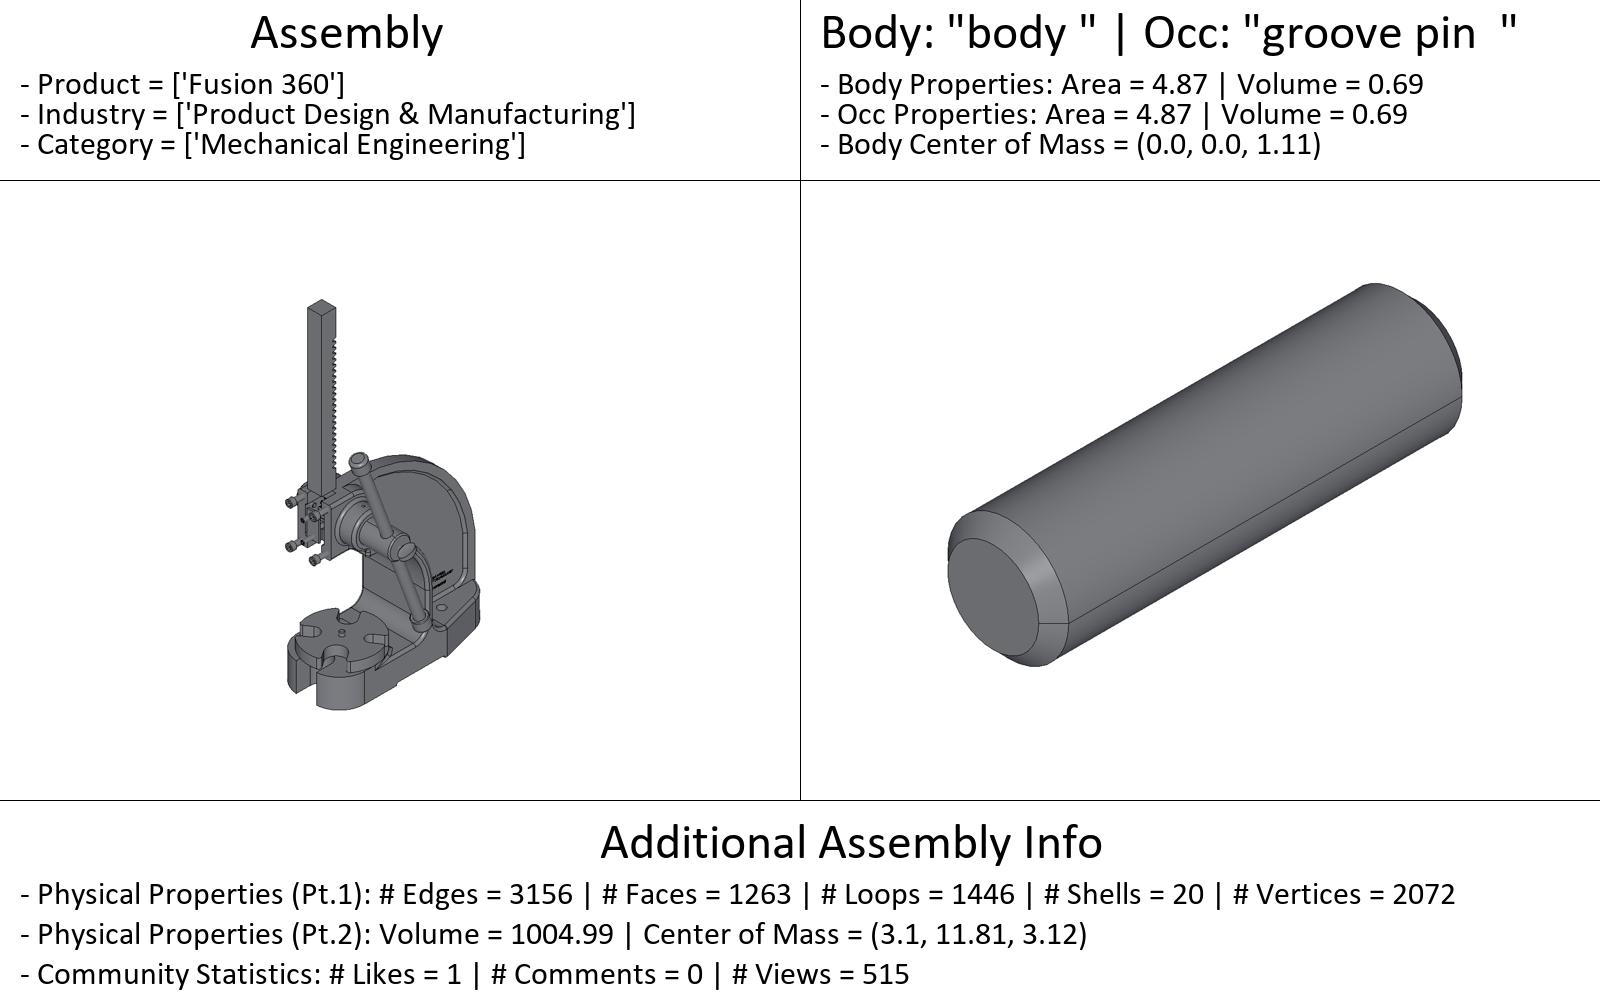 Assembly
- Product = ['Fusion 360']
- Industry = ['Product Design & Manufacturing']
- Category = ['Mechanical Engineering']
Body: "body " | Occ: "groove pin  "
- Body Properties: Area = 4.87 | Volume = 0.69
- Occ Properties: Area = 4.87 | Volume = 0.69
- Body Center of Mass = (0.0, 0.0, 1.11)
Additional Assembly Info
- Physical Properties (Pt.1): # Edges = 3156 | # Faces = 1263 | # Loops = 1446 | # Shells = 20 | # Vertices = 2072
- Physical Properties (Pt.2): Volume = 1004.99 | Center of Mass = (3.1, 11.81, 3.12)
- Community Statistics: # Likes = 1 | # Comments = 0 | # Views = 515